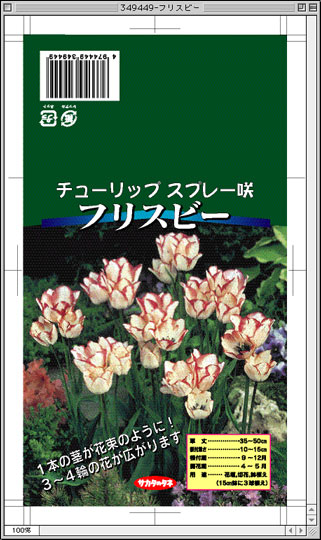 349449-フリスビー
4 974449 349449
チューリップ スプレー咲
フリスビー
1本の茎が花束のように!
3〜4輪の花が広がります
サカタのタネ
草 丈…………35〜50cm
…………10〜15cm
植付期…………9〜12月
開花期…………4〜5月
用 途……花壇,切花,鉢植え
(15cm鉢に3球植え)
100%